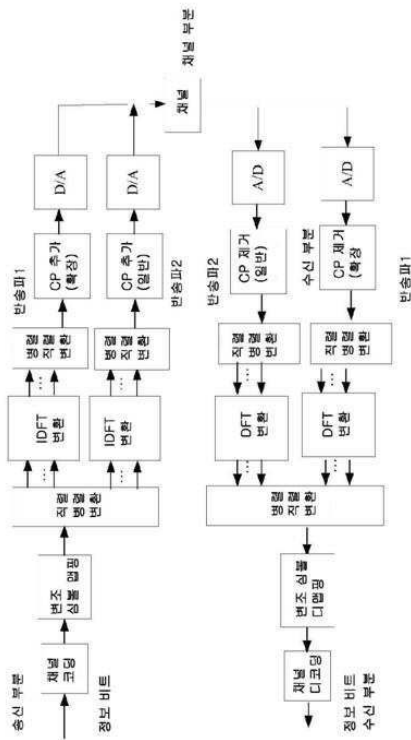 송신 부분
채널
코딩
정보 비트
변조
심볼 맵핑
직렬
병렬
변환
IDFT
변환
IDFT
변환
병렬
직렬
변환
병렬
직렬
변환
반송파1
CP 추가
(확장)
CP 추가
(일반)
반송파2
D/A
D/A
채널
채널 부분
반송파2
A/D
CP 제거
(일반)
직렬
병렬
변환
DFT
변환
수신 부분
A/D
CP 제거
(확장)
직렬
병렬
변환
DFT
변환
반송파1
병렬
직렬
변환
변조 심볼
디맵핑
채널
디코딩
정보 비트
수신 부분